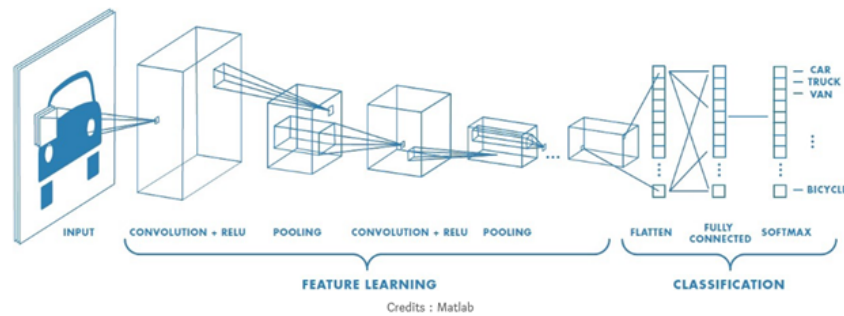 CAR
TRUCK
VAN
BICYCLE
INPUT
CONVOLUTION + RELU
POOLING
CONVOLUTION + RELU
POOLING
FLATTEN
FULLY
CONNECTED
SOFTMAX
FEATURE LEARNING
CLASSIFICATION
Credits : Matlab